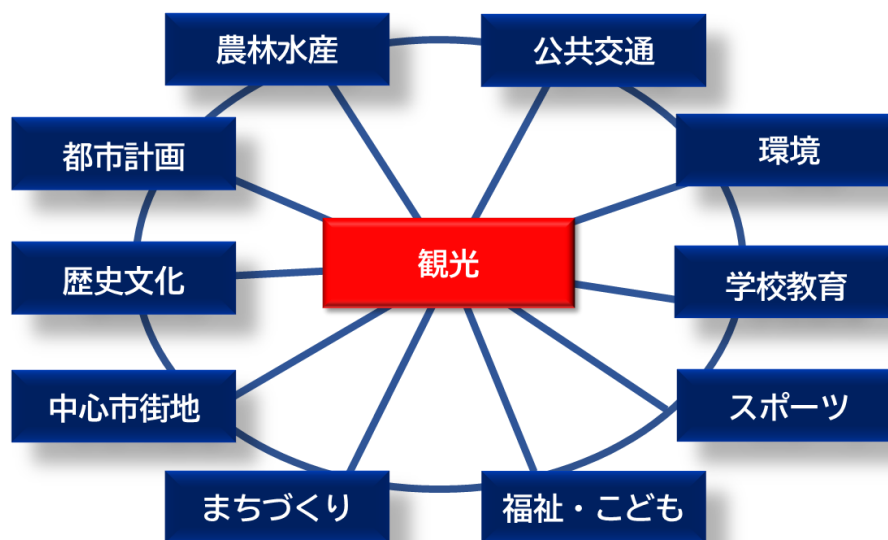 農林水産
公共交通
都市計画
環境
観光
歴史文化
学校教育
中心市街地
スポーツ
まちづくり
福祉・こども